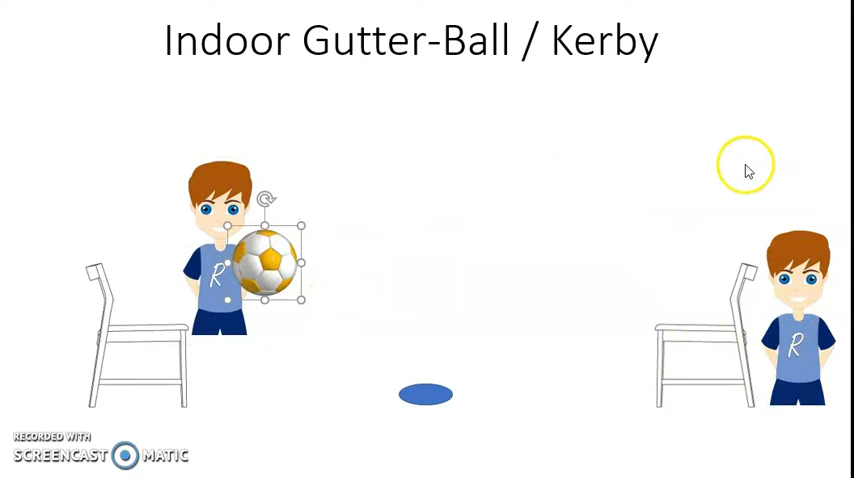 Indoor Gutter-Ball / Kerby
R
R
RECORDED WITH
SCREENCAST MATIC